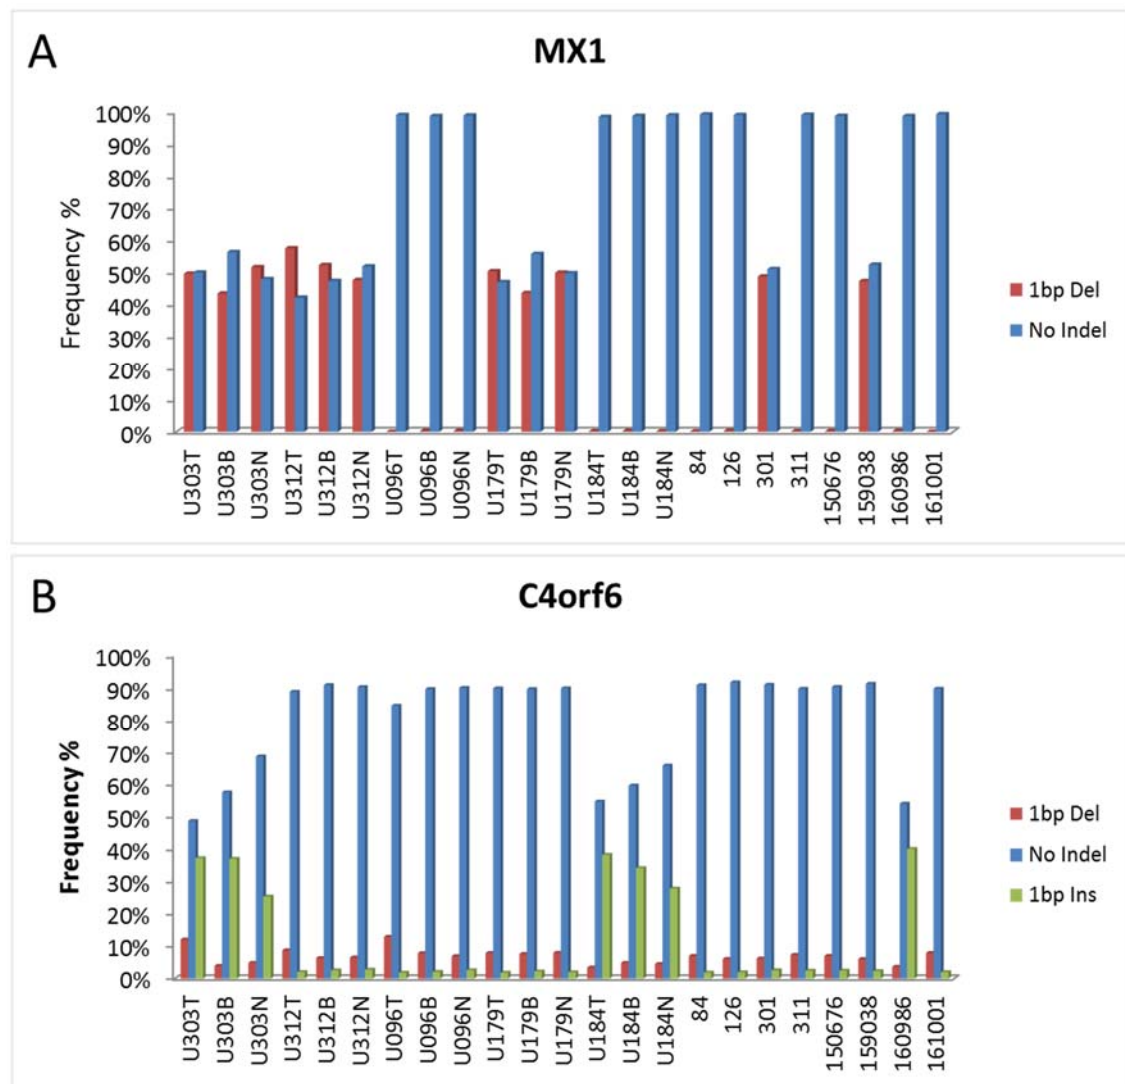 A
MX1
100%
90%
80%
70%
60%
50%
40%
30%
20%
10%
0%
Frequency %
1bp Del
No Indel
U303T
U303B
U303N
U312T
U312B
U312N
U096T
U096B
U096N
U179T
U179B
U179N
U184T
U184B
U184N
84
126
301
311
150676
159038
160986
161001
B
C4orf6
100%
90%
80%
70%
60%
50%
40%
30%
20%
10%
0%
Frequency %
1bp Del
No Indel
1bp Ins
U303T
U303B
U303N
U312T
U312B
U312N
U096T
U096B
U096N
U179T
U179B
U179N
U184T
U184B
U184N
84
126
301
311
150676
159038
160986
161001